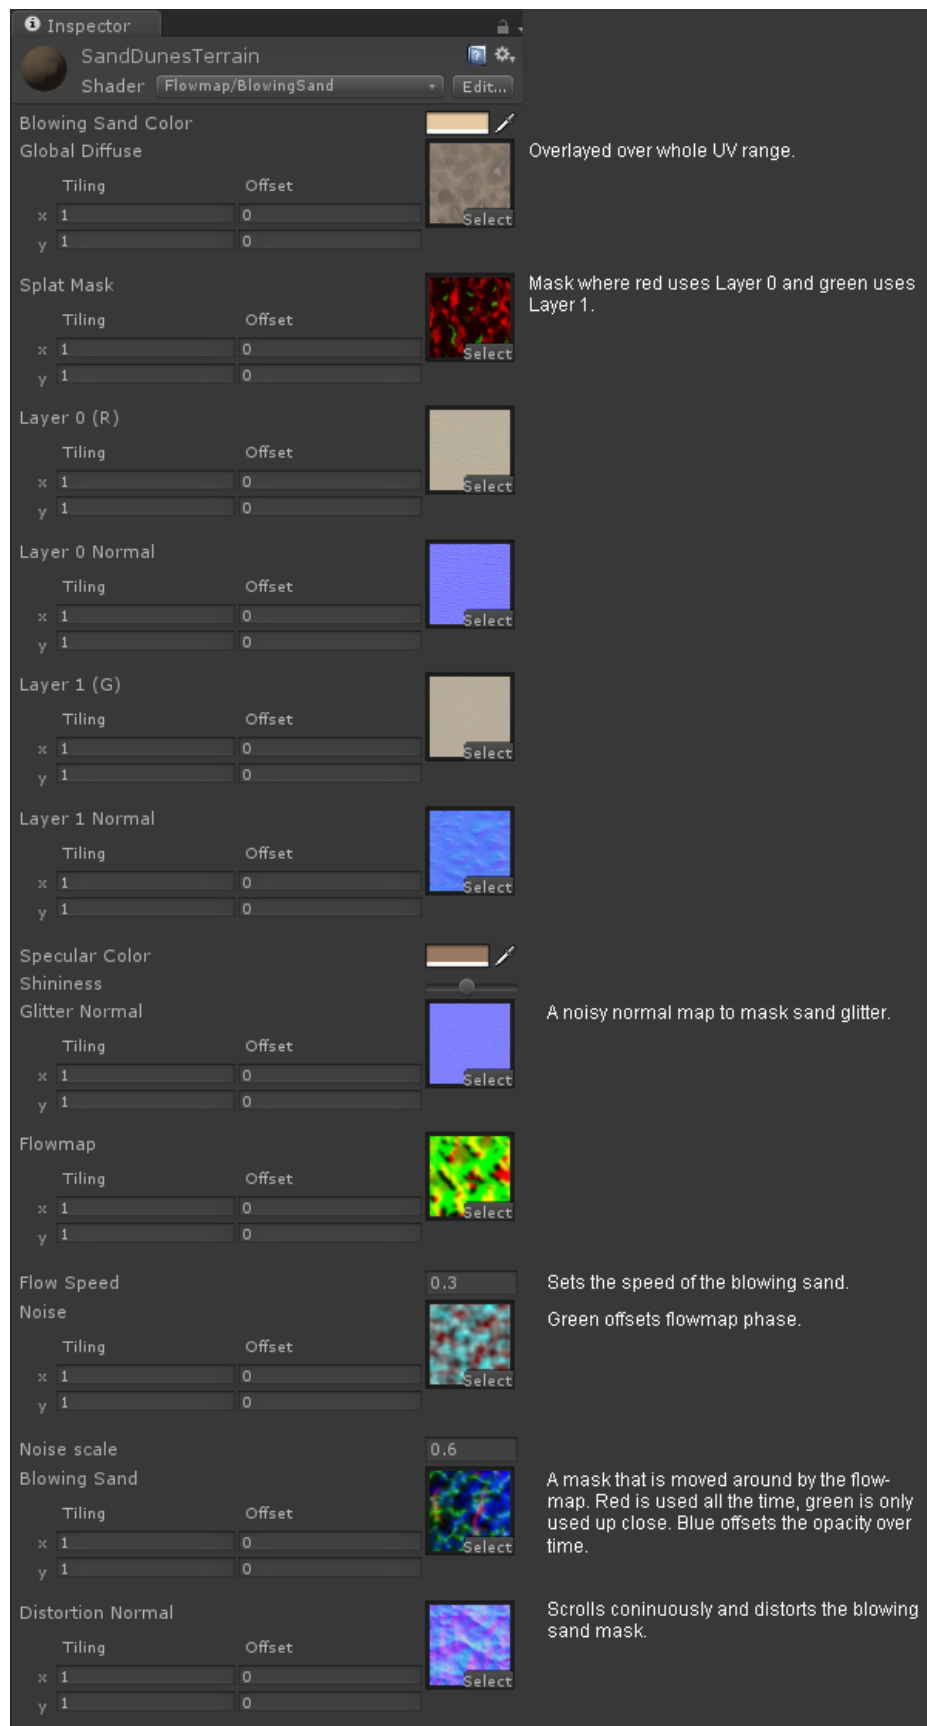 Inspector
SandDunesTerrain
Shader Flowmap/BlowingSand Edit...
Blowing Sand Color
Global Diffuse Overlayed over whole UV range.
Tiling Offset
x 1 0 Select
y 1 0
Splat Mask Mask where red uses Layer 0 and green uses
Layer 1.
Tiling Offset
x 1 0 Select
y 1 0
Layer 0 (R)
Tiling Offset
x 1 0 Select
y 1 0
Layer 0 Normal
Tiling Offset
x 1 0 Select
y 1 0
Layer 1 (G)
Tiling Offset
x 1 0 Select
y 1 0
Layer 1 Normal
Tiling Offset
x 1 0 Select
y 1 0
Specular Color
Shininess
Glitter Normal A noisy normal map to mask sand glitter.
Tiling Offset
x 1 0 Select
y 1 0
Flowmap
Tiling Offset
x 1 0 Select
y 1 0
Flow Speed 0.3 Sets the speed of the blowing sand.
Noise Green offsets flowmap phase.
Tiling Offset
x 1 0 Select
y 1 0
Noise scale 0.6
Blowing Sand A mask that is moved around by the flow-
map. Red is used all the time, green is only
Tiling Offset used up close. Blue offsets the opacity over
x 1 0 Select time.
y 1 0
Distortion Normal Scrolls coninuously and distorts the blowing
sand mask.
Tiling Offset
x 1 0 Select
y 1 0